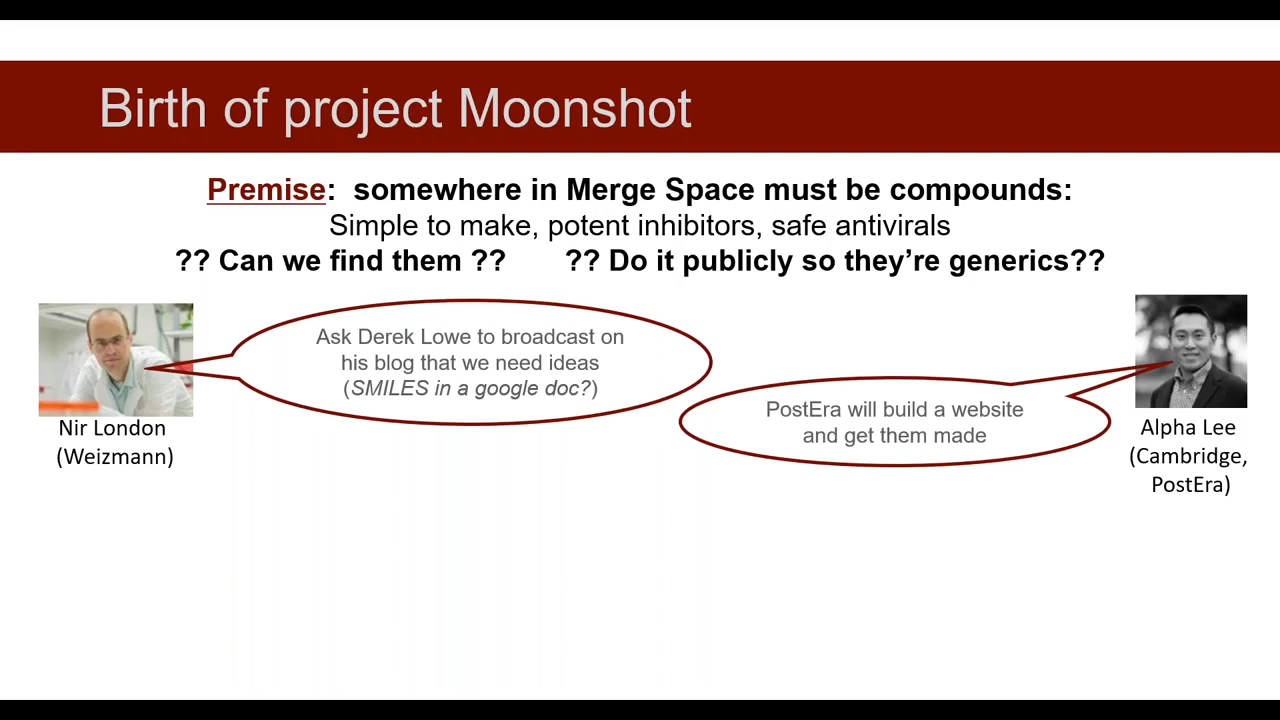 Birth of project Moonshot
Premise:  somewhere in Merge Space must be compounds:
Simple to make, potent inhibitors, safe antivirals
?? Can we find them ??
?? Do it publicly so they're generics??
Ask Derek Lowe to broadcast on
his blog that we need ideas
(SMILES in a google doc?)
Nir London
(Weizmann)
PostEra will build a website
and get them made
Alpha Lee
(Cambridge,
PostEra)